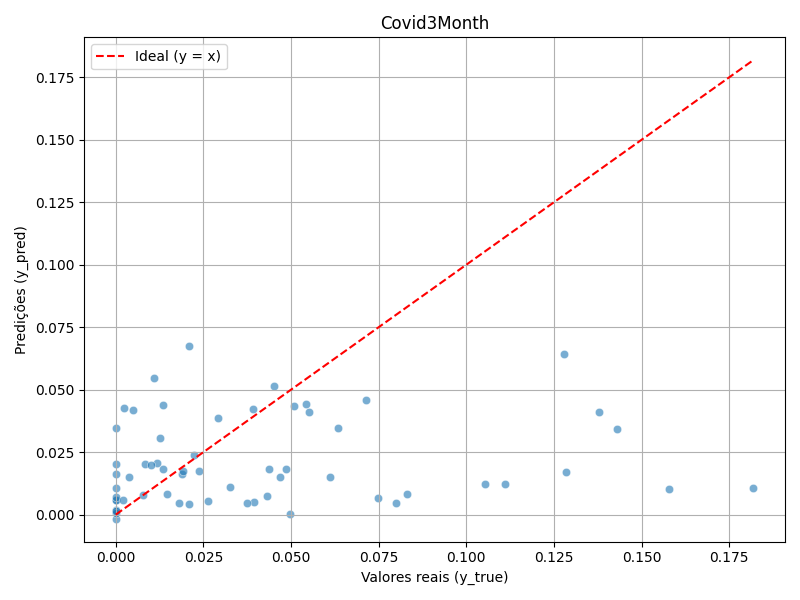 Covid3Month
Ideal (y = x)
0.175
0.150
0.125
0.100
0.075
0.050
0.025
0.000
Predições (y_pred)
0.000 0.025 0.050 0.075 0.100 0.125 0.150 0.175
Valores reais (y_true)